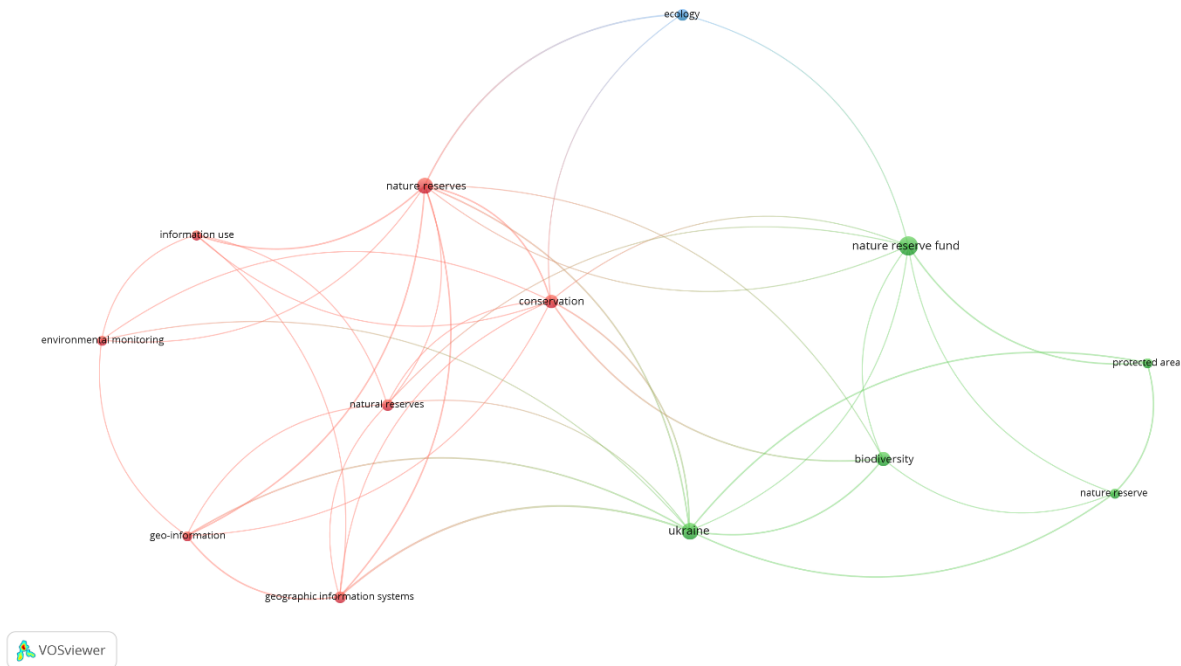 ecology
nature reserves
information use
nature reserve fund
conservation
environmental monitoring
protected area
natural reserves
biodiversity
nature reserve
ukraine
geo-information
geographic information systems
VOSviewer